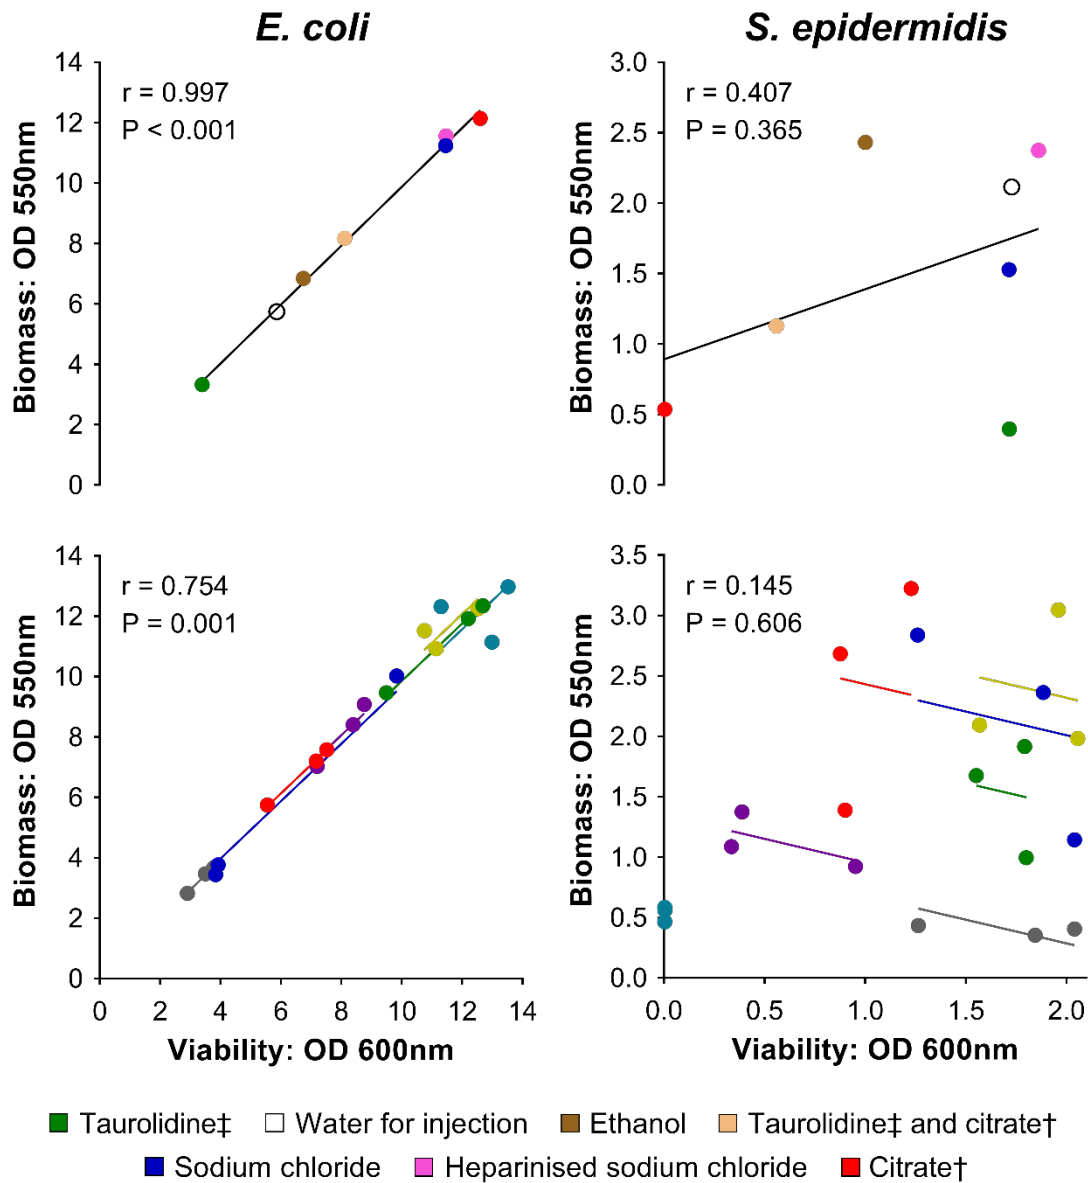 E. coli
S. epidermidis
14
12
10
8
6
4
2
0
Biomass: OD 550nm
r = 0.997
P < 0.001
3.0
2.5
2.0
1.5
1.0
0.5
0.0
Biomass: OD 550nm
r = 0.407
P = 0.365
14
12
10
8
6
4
2
0
Biomass: OD 550nm
r = 0.754
P = 0.001
0 2 4 6 8 10 12 14
Viability: OD 600nm
3.5
3.0
2.5
2.0
1.5
1.0
0.5
0.0
Biomass: OD 550nm
r = 0.145
P = 0.606
0.0 0.5 1.0 1.5 2.0
Viability: OD 600nm
Taurolidine‡ Water for injection Ethanol Taurolidine‡ and citrate†
Sodium chloride Heparinised sodium chloride Citrate†